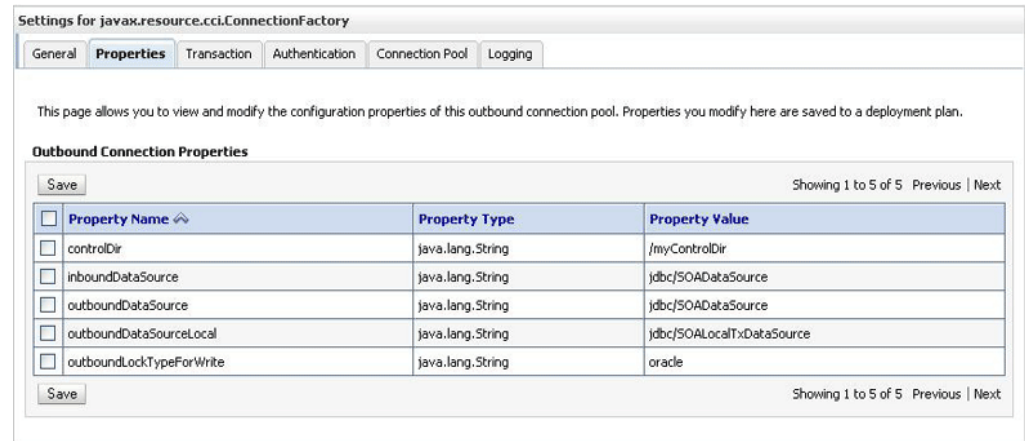 Settings for javax.resource.cci.ConnectionFactory
General Properties Transaction Authentication Connection Pool Logging
This page allows you to view and modify the configuration properties of this outbound connection pool. Properties you modify here are saved to a deployment plan.
Outbound Connection Properties
Save Showing 1 to 5 of 5 Previous | Next
Property Name Property Type Property Value
controlDir java.lang.String /myControlDir
inboundDataSource java.lang.String jdbc/SOADataSource
outboundDataSource java.lang.String jdbc/SOADataSource
outboundDataSourceLocal java.lang.String jdbc/SOALocalTxDataSource
outboundLockTypeForWrite java.lang.String oracle
Save Showing 1 to 5 of 5 Previous | Next